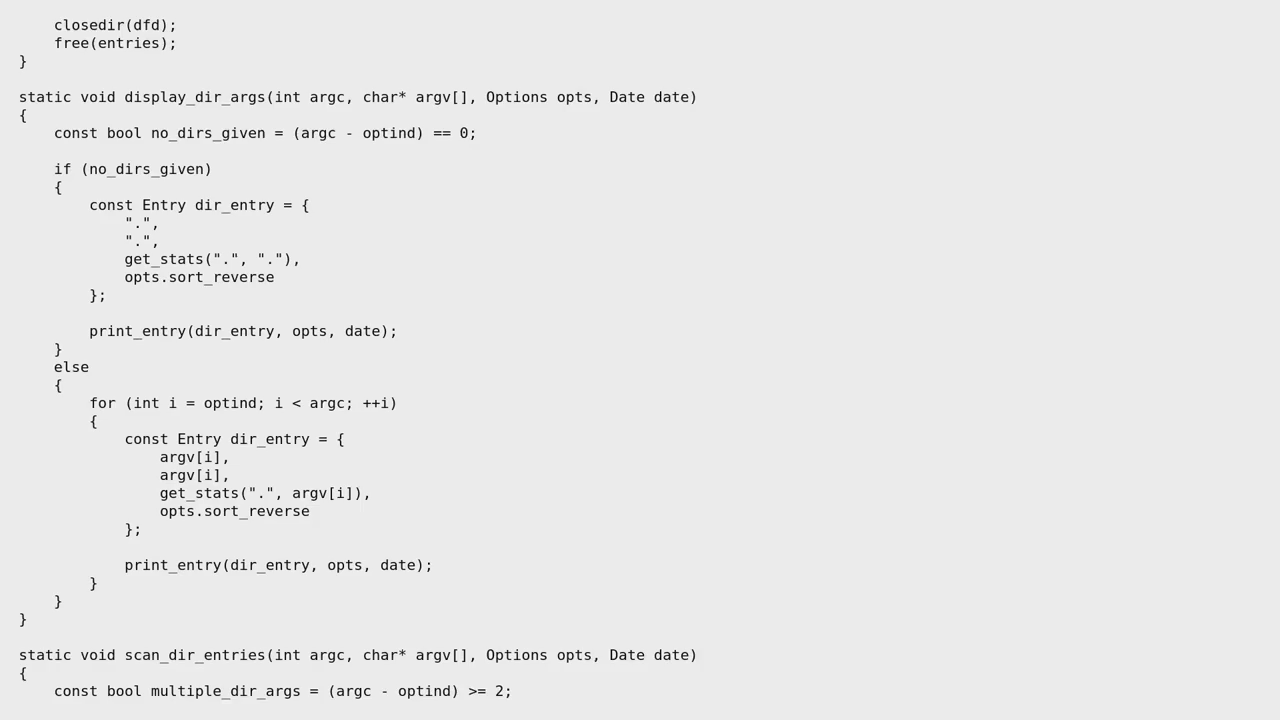 closedir(dfd);
    free(entries);
}

static void display_dir_args(int argc, char* argv[], Options opts, Date date)
{
    const bool no_dirs_given = (argc - optind) == 0;

    if (no_dirs_given)
    {
        const Entry dir_entry = {
            ".",
            ".",
            get_stats(".", "."),
            opts.sort_reverse
        };

        print_entry(dir_entry, opts, date);
    }
    else
    {
        for (int i = optind; i < argc; ++i)
        {
            const Entry dir_entry = {
                argv[i],
                argv[i],
                get_stats(".", argv[i]),
                opts.sort_reverse
            };

            print_entry(dir_entry, opts, date);
        }
    }
}

static void scan_dir_entries(int argc, char* argv[], Options opts, Date date)
{
    const bool multiple_dir_args = (argc - optind) >= 2;